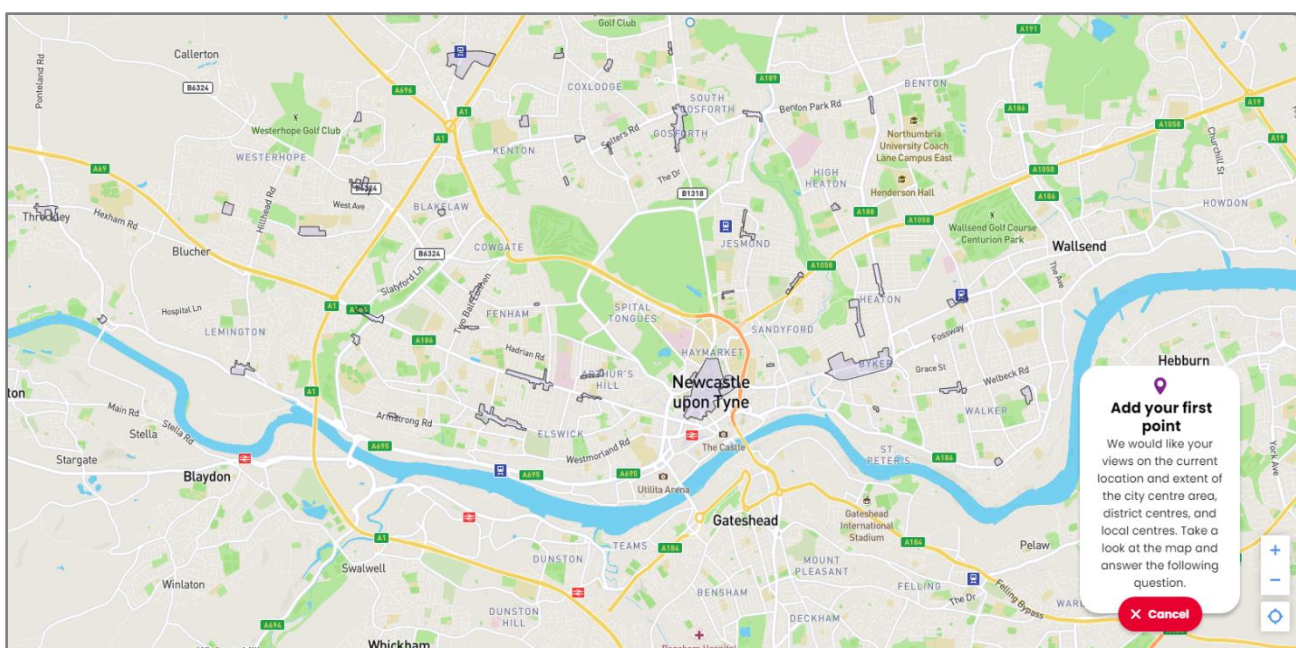 Golf Club
A191
Callerton
Ponteland Rd
B6324
A696
A1
COXLODGE
A189
BENTON
SOUTH
GOSFORTH
Benton Park Rd
A186
A19
A1058
Westerhope Golf Club
A1
Salters Rd
GOSFORTH
Northumbria
University Coach
Lane Campus East
A19
Churchill St
WESTERHOPE
KENTON
A69
The Dr
HIGH
HEATON
A1058
Henderson Hall
B6324
B1318
A186
Hillhead Rd
West Ave
BLAKELAW
HOWDON
Throckley
Hexham Rd
A188
A1058
Wallsend Golf Course
Centurion Park
Blucher
COWGATE
JESMOND
Wallsend
B6324
A1058
The Ave
Slatyford Ln
Two Ball Lonnen
HEATON
Hospital Ln
A1
FENHAM
SPITAL
TONGUES
SANDYFORD
LEMINGTON
A186
Fossway
Hadrian Rd
HAYMARKET
Hebburn
BYKER
ARTHUR'S
HILL
Grace St
Welbeck Rd
Newcastle
upon Tyne
ton
A1
Main Rd
Stella Rd
Armstrong Rd
WALKER
Stella
ELSWICK
Westmorland Rd
The Castle
A695
ST.
PETER'S
A186
York Ave
Stargate
Blaydon
A695
A695
Utilita Arena
Gateshead
Gateshead
International
Stadium
A1
TEAMS
A184
A184
Pelaw
Swalwell
DUNSTON
MOUNT
PLEASANT
Winlaton
BENSHAM
FELLING
The Dr
Felling Bypass
DUNSTON
HILL
DECKHAM
A694
Whickham
Bensham Hospital
Add your first
point
We would like your
views on the current
location and extent of
the city centre area,
district centres, and
local centres. Take a
look at the map and
answer the following
question.
Cancel